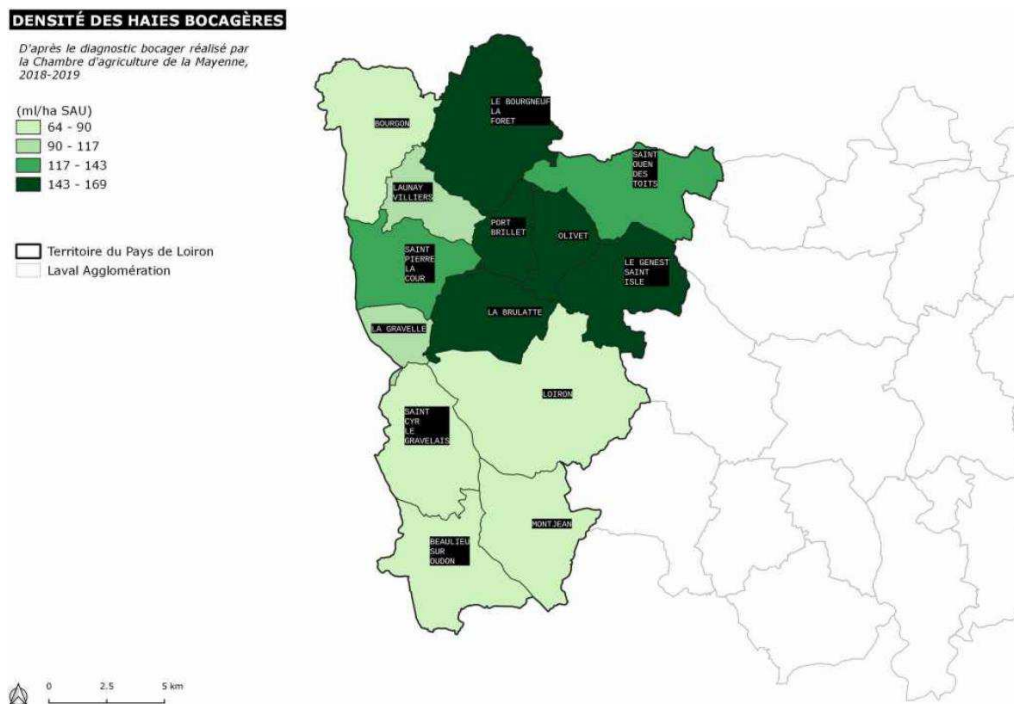 DENSITÉ DES HAIES BOCAGÈRES
D'après le diagnostic bocager réalisé par
la Chambre d'agriculture de la Mayenne,
2018-2019
(ml/ha SAU)
64 - 90
90 - 117
117 - 143
143 - 169
Territoire du Pays de Loiron
Laval Agglomération
LE BOURGNEUF
LA
FORET
BOURGON
SAINT
OUEN
DES
TOITS
LAUNAY
VILLIERS
PORT
BRILLET
OLIVET
SAINT
PIERRE
LA
COUR
LE GENEST
SAINT
ISLE
LA BRULATTE
LA GRAVELLE
LOIRON
SAINT
CYR
LE
GRAVELAIS
MONTJEAN
BEAULIEU
SUR
OUDON
0 2.5 5 km